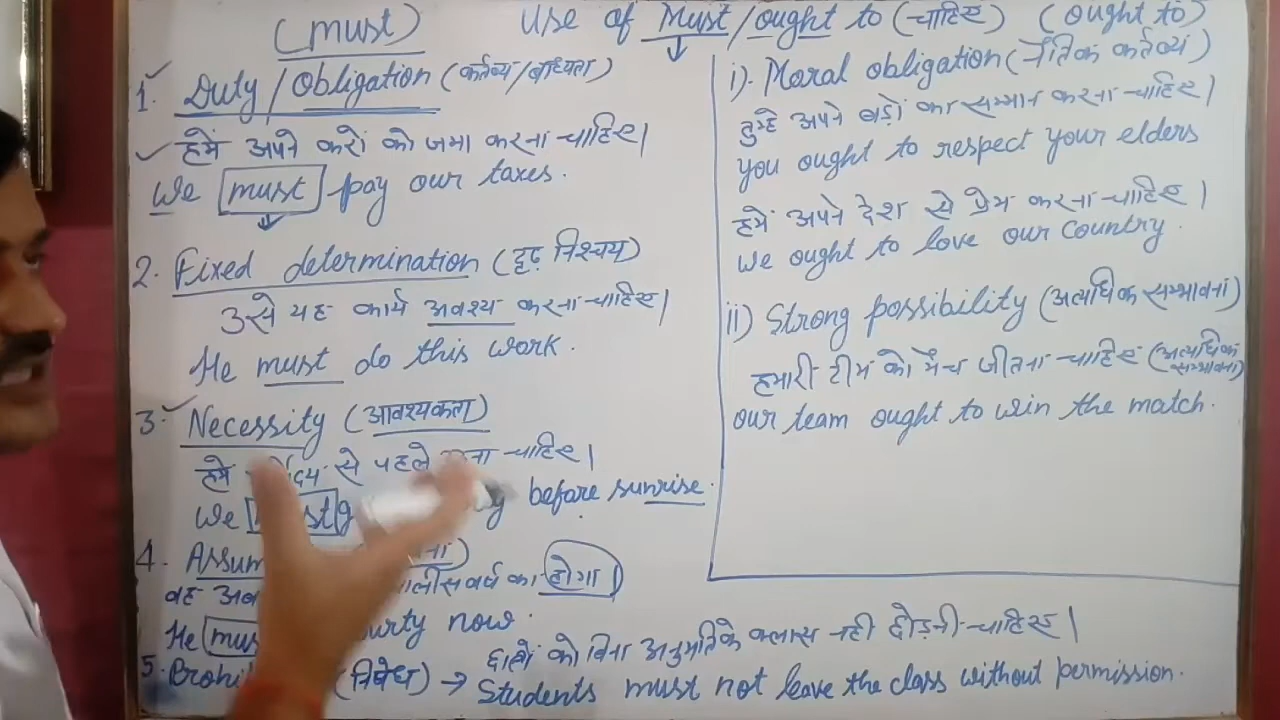 (must)
Use of Must/ought to (चाहिए) (ought to)
1. Duty/Obligation (कर्तव्य/बाध्यता)
हमें अपने करों को जमा करना चाहिए।
We must pay our taxes.
2. Fixed determination (दृढ़ निश्चय)
उसे यह कार्य अवश्य करना चाहिए।
He must do this work.
3. Necessity (आवश्यकता)
हमें से पहले चाहिए।
We before sunrise.
4.
वह का होगा।
He now.
5. (निषेध) → छात्रों को बिना अनुमति के क्लास नहीं छोड़नी चाहिए।
Students must not leave the class without permission.
i). Moral obligation (नैतिक कर्तव्य)
तुम्हे अपने बड़ों का सम्मान करना चाहिए।
you ought to respect your elders
हमें अपने देश से प्रेम करना चाहिए।
we ought to love our country.
ii) Strong possibility (अत्यधिक सम्भावना)
हमारी टीम को मैच जीतना चाहिए (अत्यधिक सम्भावना)
our team ought to win the match.